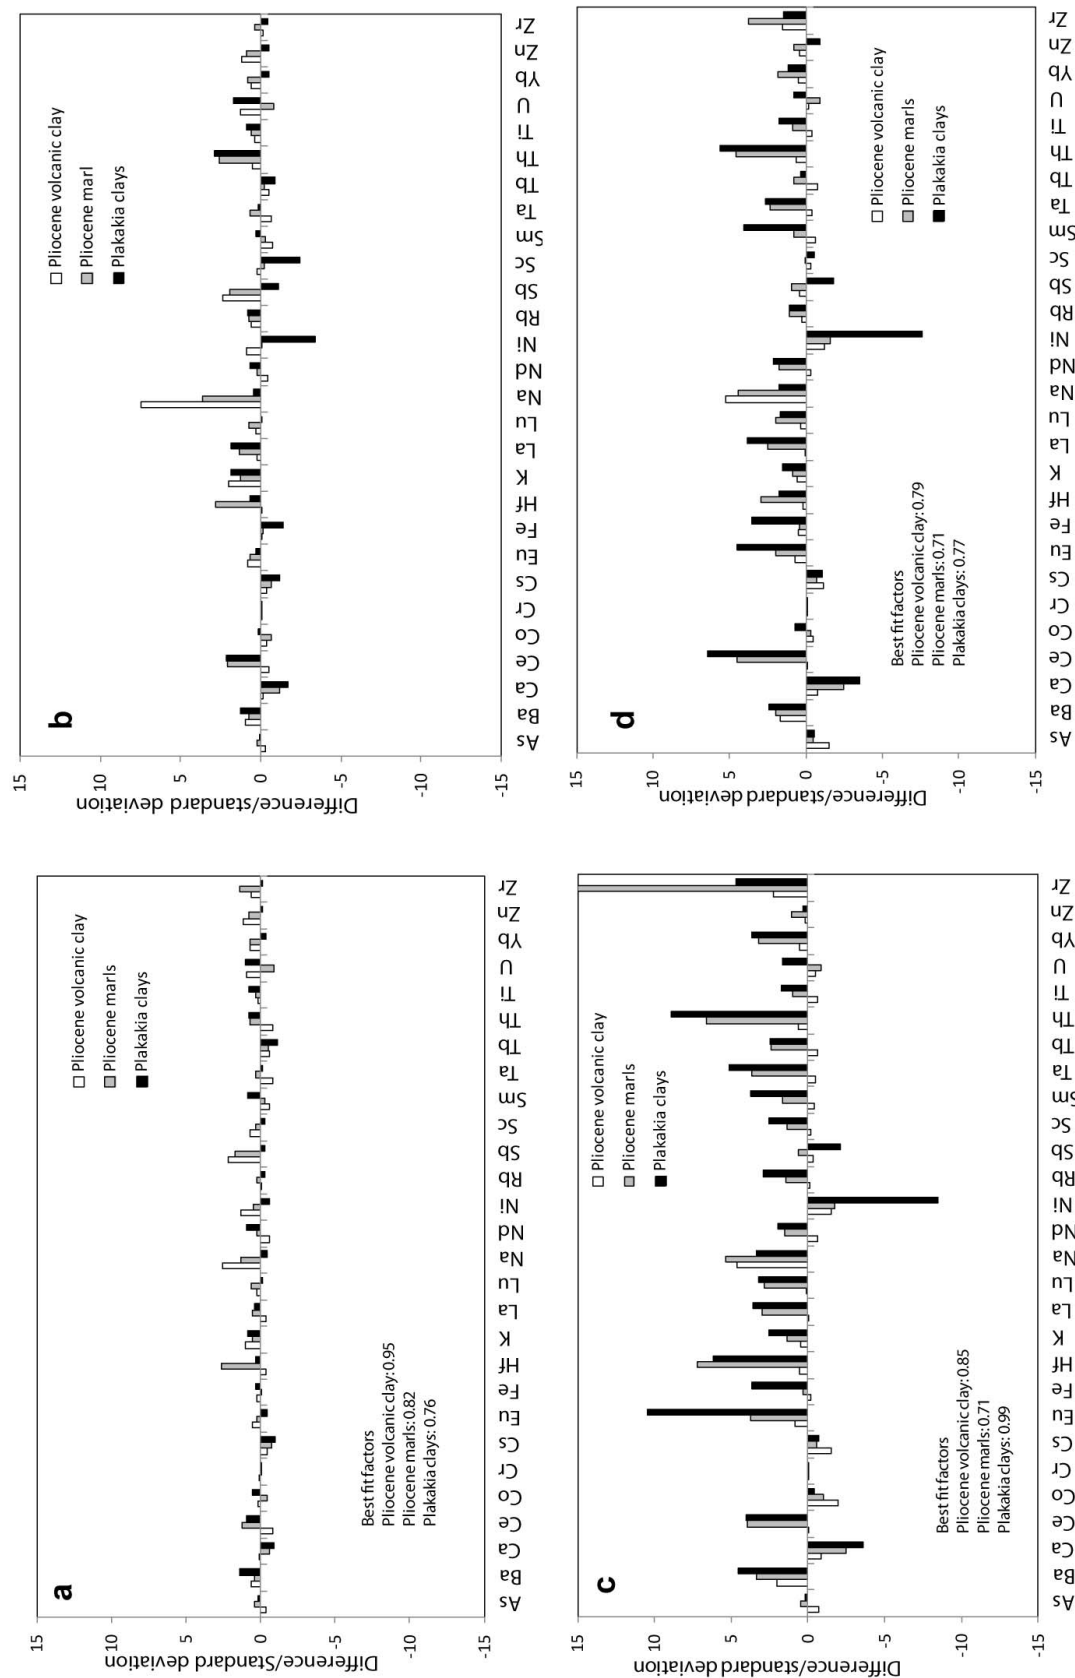 a
15
10
5
0
-5
-10
-15
Difference/Standard deviation
Pliocene volcanic clay
Pliocene marls
Plakakia clays
Best fit factors
Pliocene volcanic clay: 0.95
Pliocene marls: 0.82
Plakakia clays: 0.76
As Ba Ca Ce Co Cr Cs Eu Fe Hf K La Lu Na Nd Ni Rb Sb Sc Sm Ta Tb Th Ti U Yb Zn Zr
b
15
10
5
0
-5
-10
-15
Difference/standard deviation
Pliocene volcanic clay
Pliocene marl
Plakakia clays
As Ba Ca Ce Co Cr Cs Eu Fe Hf K La Lu Na Nd Ni Rb Sb Sc Sm Ta Tb Th Ti U Yb Zn Zr
c
15
10
5
0
-5
-10
-15
Difference/standard deviation
Pliocene volcanic clay
Pliocene marls
Plakakia clays
Best fit factors
Pliocene volcanic clay: 0.85
Pliocene marls: 0.71
Plakakia clays: 0.99
As Ba Ca Ce Co Cr Cs Eu Fe Hf K La Lu Na Nd Ni Rb Sb Sc Sm Ta Tb Th Ti U Yb Zn Zr
d
15
10
5
0
-5
-10
-15
Difference/standard deviation
Pliocene volcanic clay
Pliocene marls
Plakakia clays
Best fit factors
Pliocene volcanic clay: 0.79
Pliocene marls: 0.71
Plakakia clays: 0.77
As Ba Ca Ce Co Cr Cs Eu Fe Hf K La Lu Na Nd Ni Rb Sb Sc Sm Ta Tb Th Ti U Yb Zn Zr